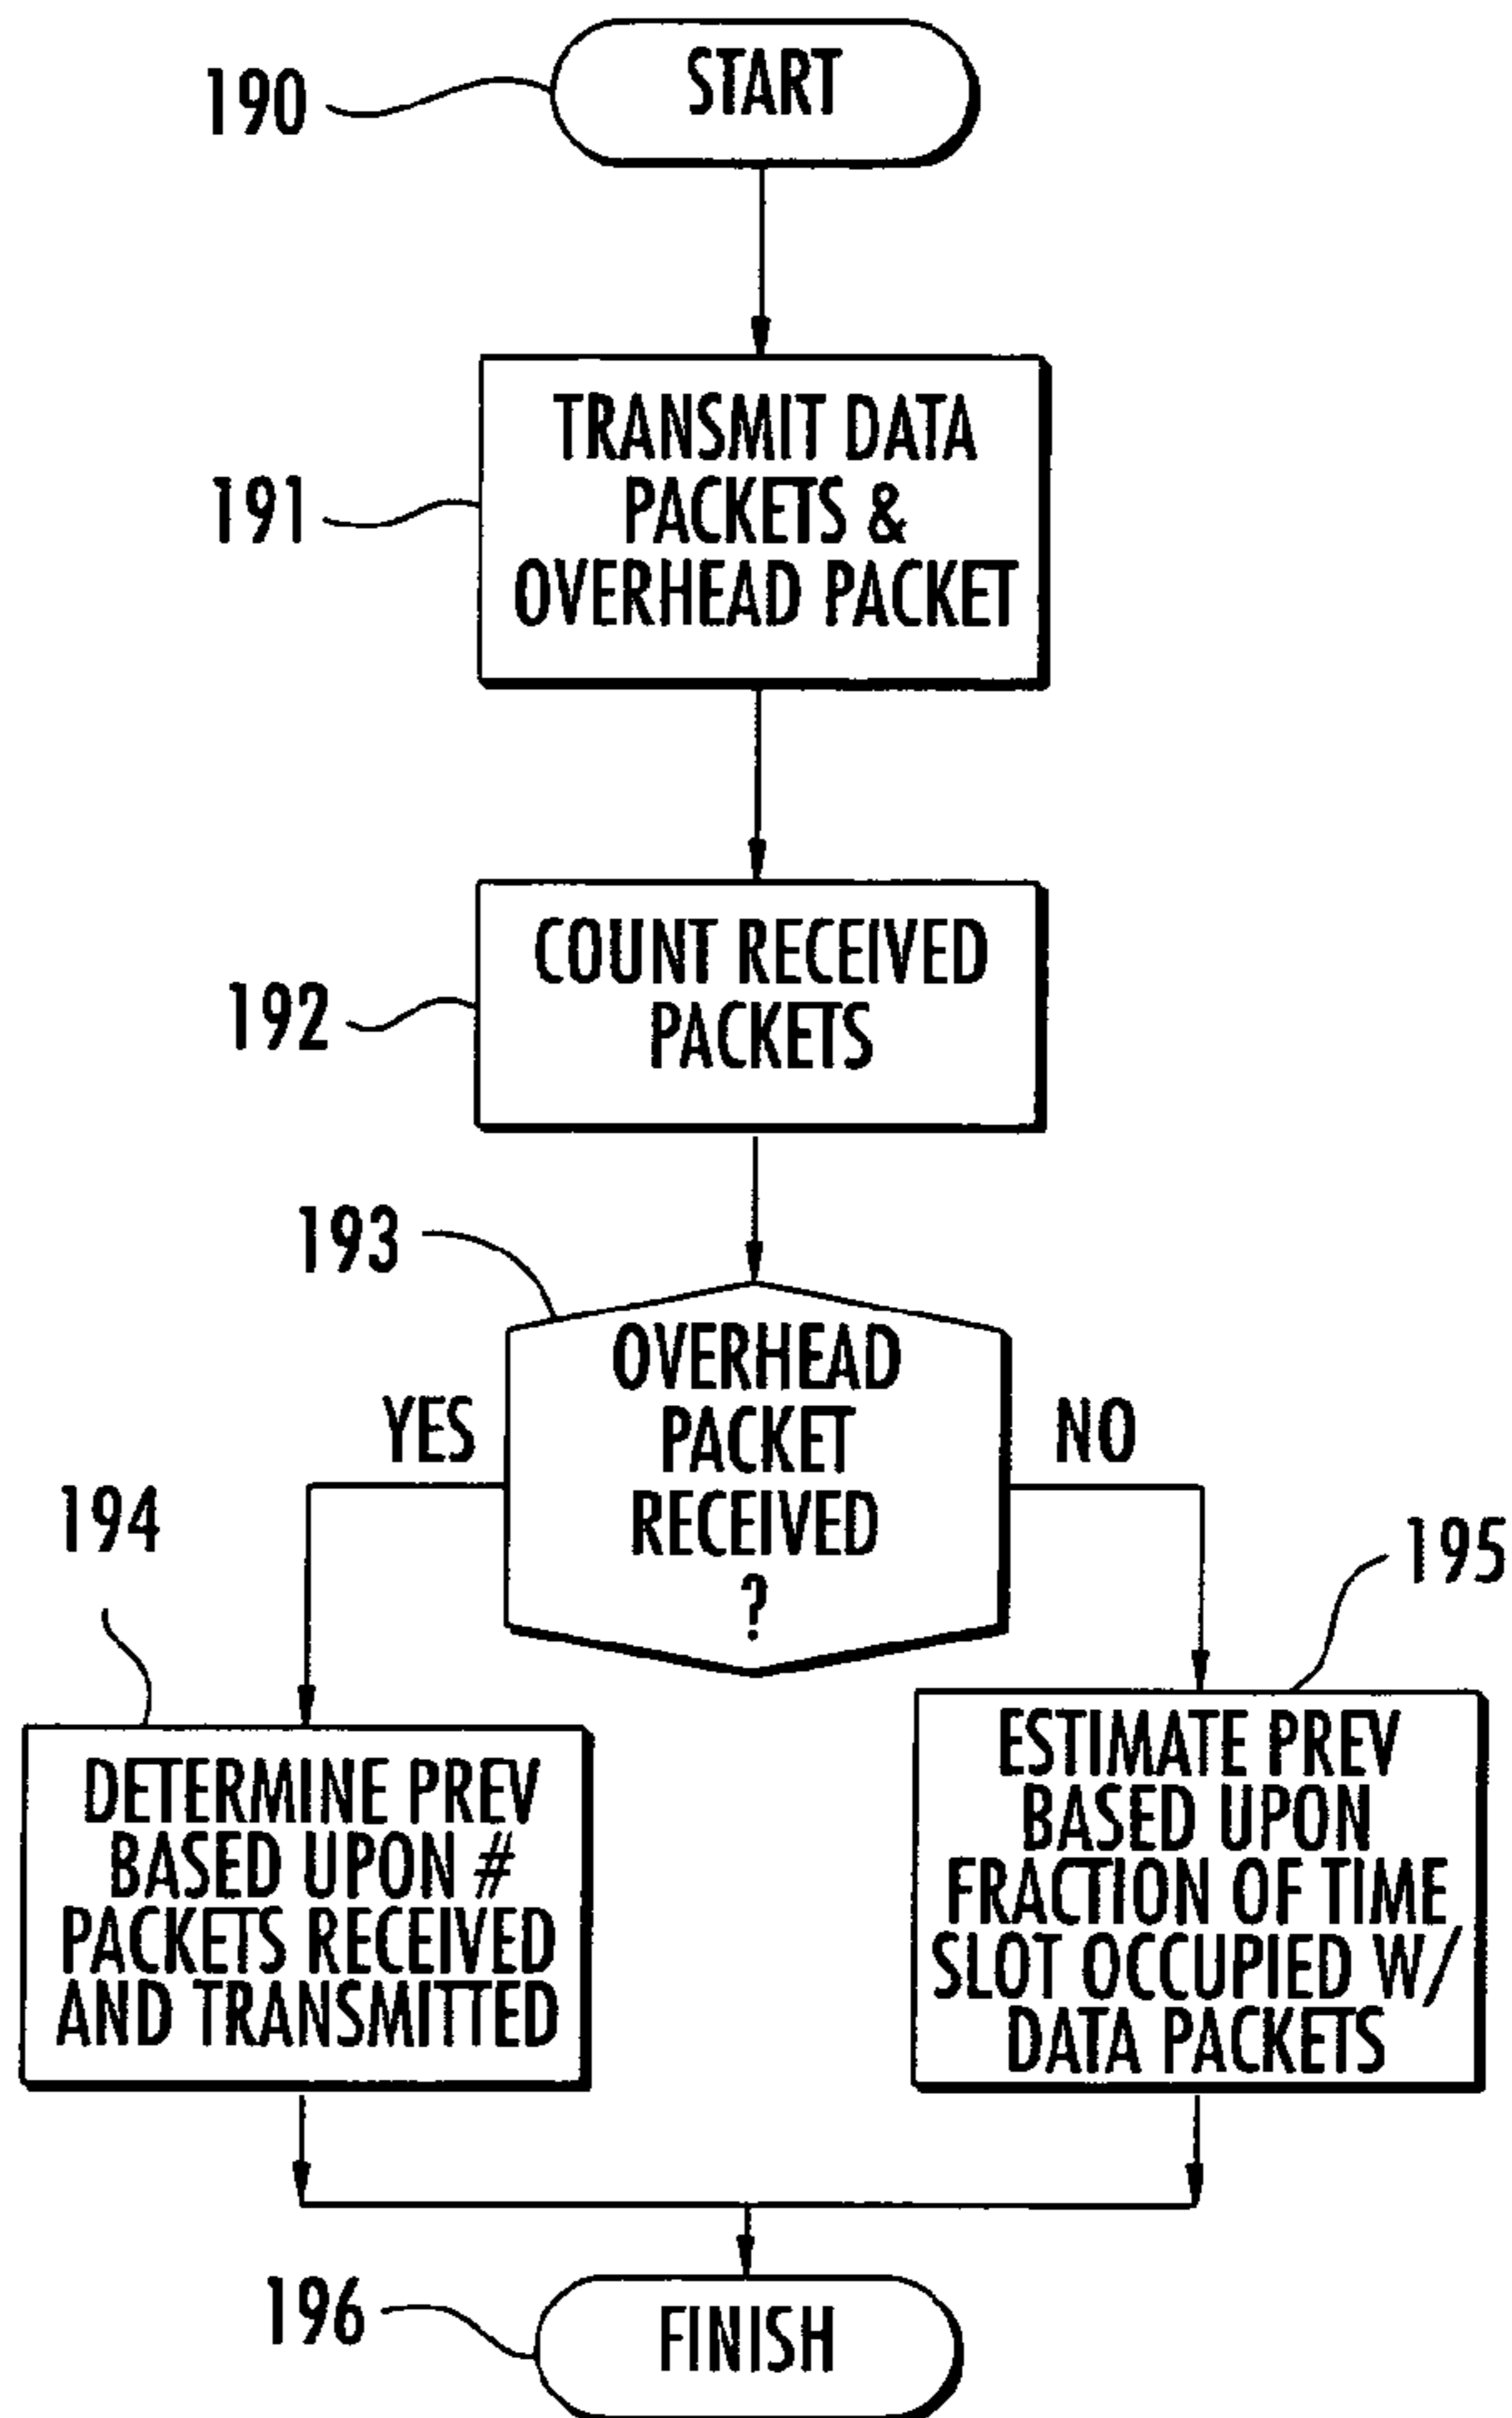 190
START
191
TRANSMIT DATA
PACKETS &
OVERHEAD PACKET
192
COUNT RECEIVED
PACKETS
193
OVERHEAD
PACKET
RECEIVED
?
YES
NO
194
DETERMINE PREV
BASED UPON #
PACKETS RECEIVED
AND TRANSMITTED
195
ESTIMATE PREV
BASED UPON
FRACTION OF TIME
SLOT OCCUPIED W/
DATA PACKETS
196
FINISH